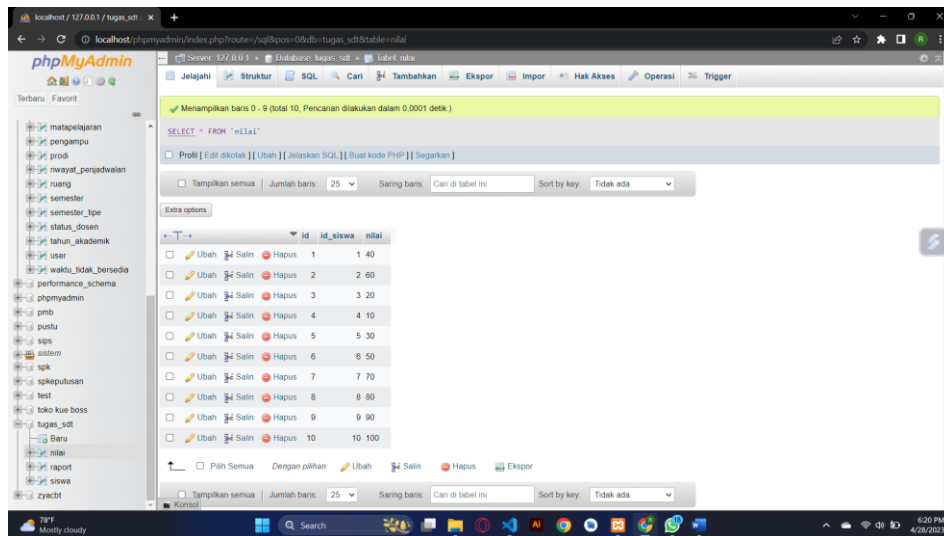 localhost / 127.0.0.1 / tugas_sdt
localhost/phpmyadmin/index.php?route=/sql&pos=0&db=tugas_sdt&table=nilai
R
phpMyAdmin
Terbaru Favorit
matapelajaran
pengampu
prodi
riwayat_penjadwalan
ruang
semester
semester_tipe
status_dosen
tahun_akademik
user
waktu_tidak_bersedia
performance_schema
phpmyadmin
pmb
pustu
sips
sistem
spk
spkeputusan
test
toko kue boss
tugas_sdt
Baru
nilai
raport
siswa
zyacbt
Server: 127.0.0.1 » Database: tugas_sdt » Tabel: nilai
Jelajahi Struktur SQL Cari Tambahkan Ekspor Impor Hak Akses Operasi Trigger
Menampilkan baris 0 - 9 (total 10, Pencarian dilakukan dalam 0,0001 detik.)
SELECT * FROM `nilai`
Profil [ Edit dikotak ] [ Ubah ] [ Jelaskan SQL ] [ Buat kode PHP ] [ Segarkan ]
Tampilkan semua | Jumlah baris: 25 Saring baris: Cari di tabel ini Sort by key: Tidak ada
Extra options
←T→ id id_siswa nilai
Ubah Salin Hapus 1 1 40
Ubah Salin Hapus 2 2 60
Ubah Salin Hapus 3 3 20
Ubah Salin Hapus 4 4 10
Ubah Salin Hapus 5 5 30
Ubah Salin Hapus 6 6 50
Ubah Salin Hapus 7 7 70
Ubah Salin Hapus 8 8 80
Ubah Salin Hapus 9 9 90
Ubah Salin Hapus 10 10 100
Pilih Semua Dengan pilihan: Ubah Salin Hapus Ekspor
Tampilkan semua | Jumlah baris: 25 Saring baris: Cari di tabel ini Sort by key: Tidak ada
Konsol
78°F
Mostly cloudy
Search
Ai
6:20 PM
4/28/2023